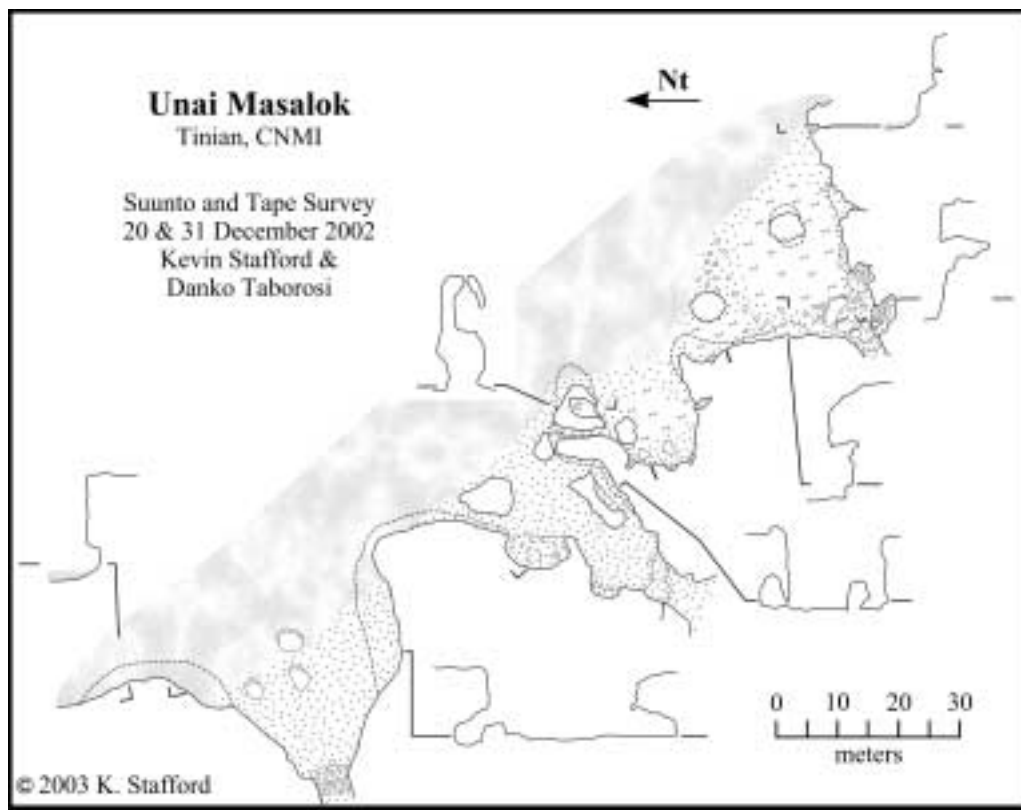 Unai Masalok
Tinian, CNMI
Suunto and Tape Survey
20 & 31 December 2002
Kevin Stafford &
Danko Taborosi
Nt
0 10 20 30
meters
© 2003 K. Stafford